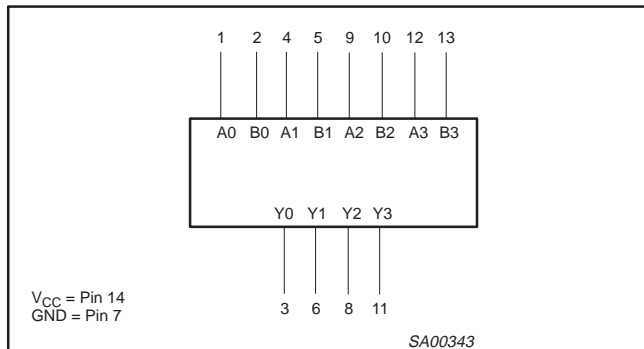 1 2 4 5 9 10 12 13
A0 B0 A1 B1 A2 B2 A3 B3
Y0 Y1 Y2 Y3
VCC = Pin 14
GND = Pin 7
3 6 8 11
SA00343